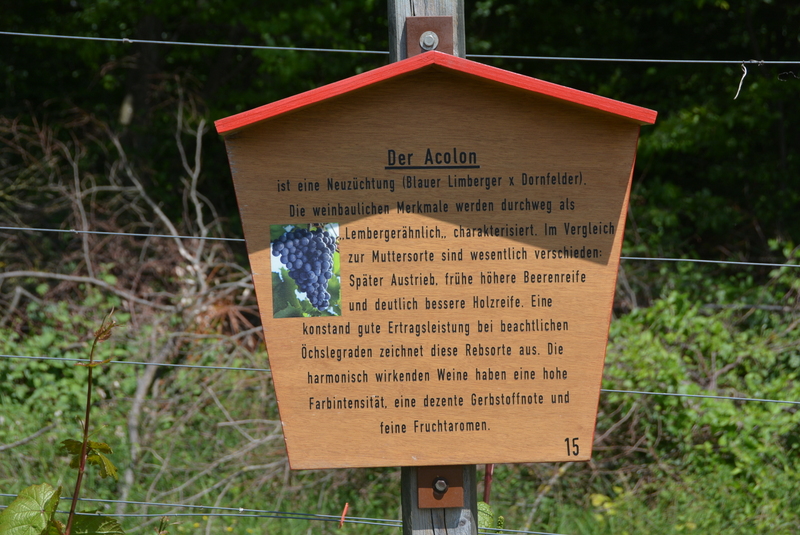 Der Acolon
ist eine Neuzüchtung (Blauer Limberger x Dornfelder).
Die weinbaulichen Merkmale werden durchweg als
„Lembergerähnlich„ charakterisiert. Im Vergleich
zur Muttersorte sind wesentlich verschieden:
Später Austrieb, frühe höhere Beerenreife
und deutlich bessere Holzreife. Eine
konstand gute Ertragsleistung bei beachtlichen
Öchslegraden zeichnet diese Rebsorte aus. Die
harmonisch wirkenden Weine haben eine hohe
Farbintensität, eine dezente Gerbstoffnote und
feine Fruchtaromen.
15